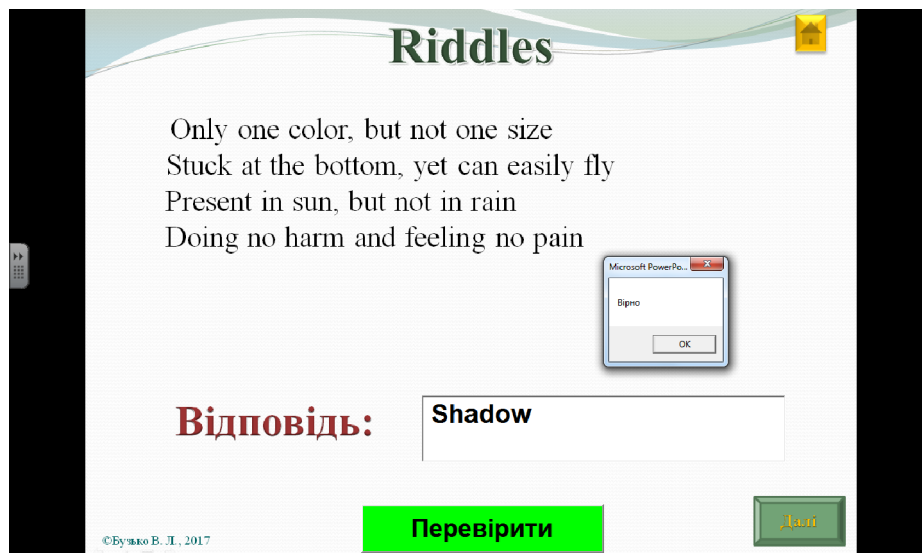 Riddles
Only one color, but not one size
Stuck at the bottom, yet can easily fly
Present in sun, but not in rain
Doing no harm and feeling no pain
Microsoft PowerPo...
Вірно
OK
Відповідь:
Shadow
Перевірити
Далі
©Бузько В. Л., 2017